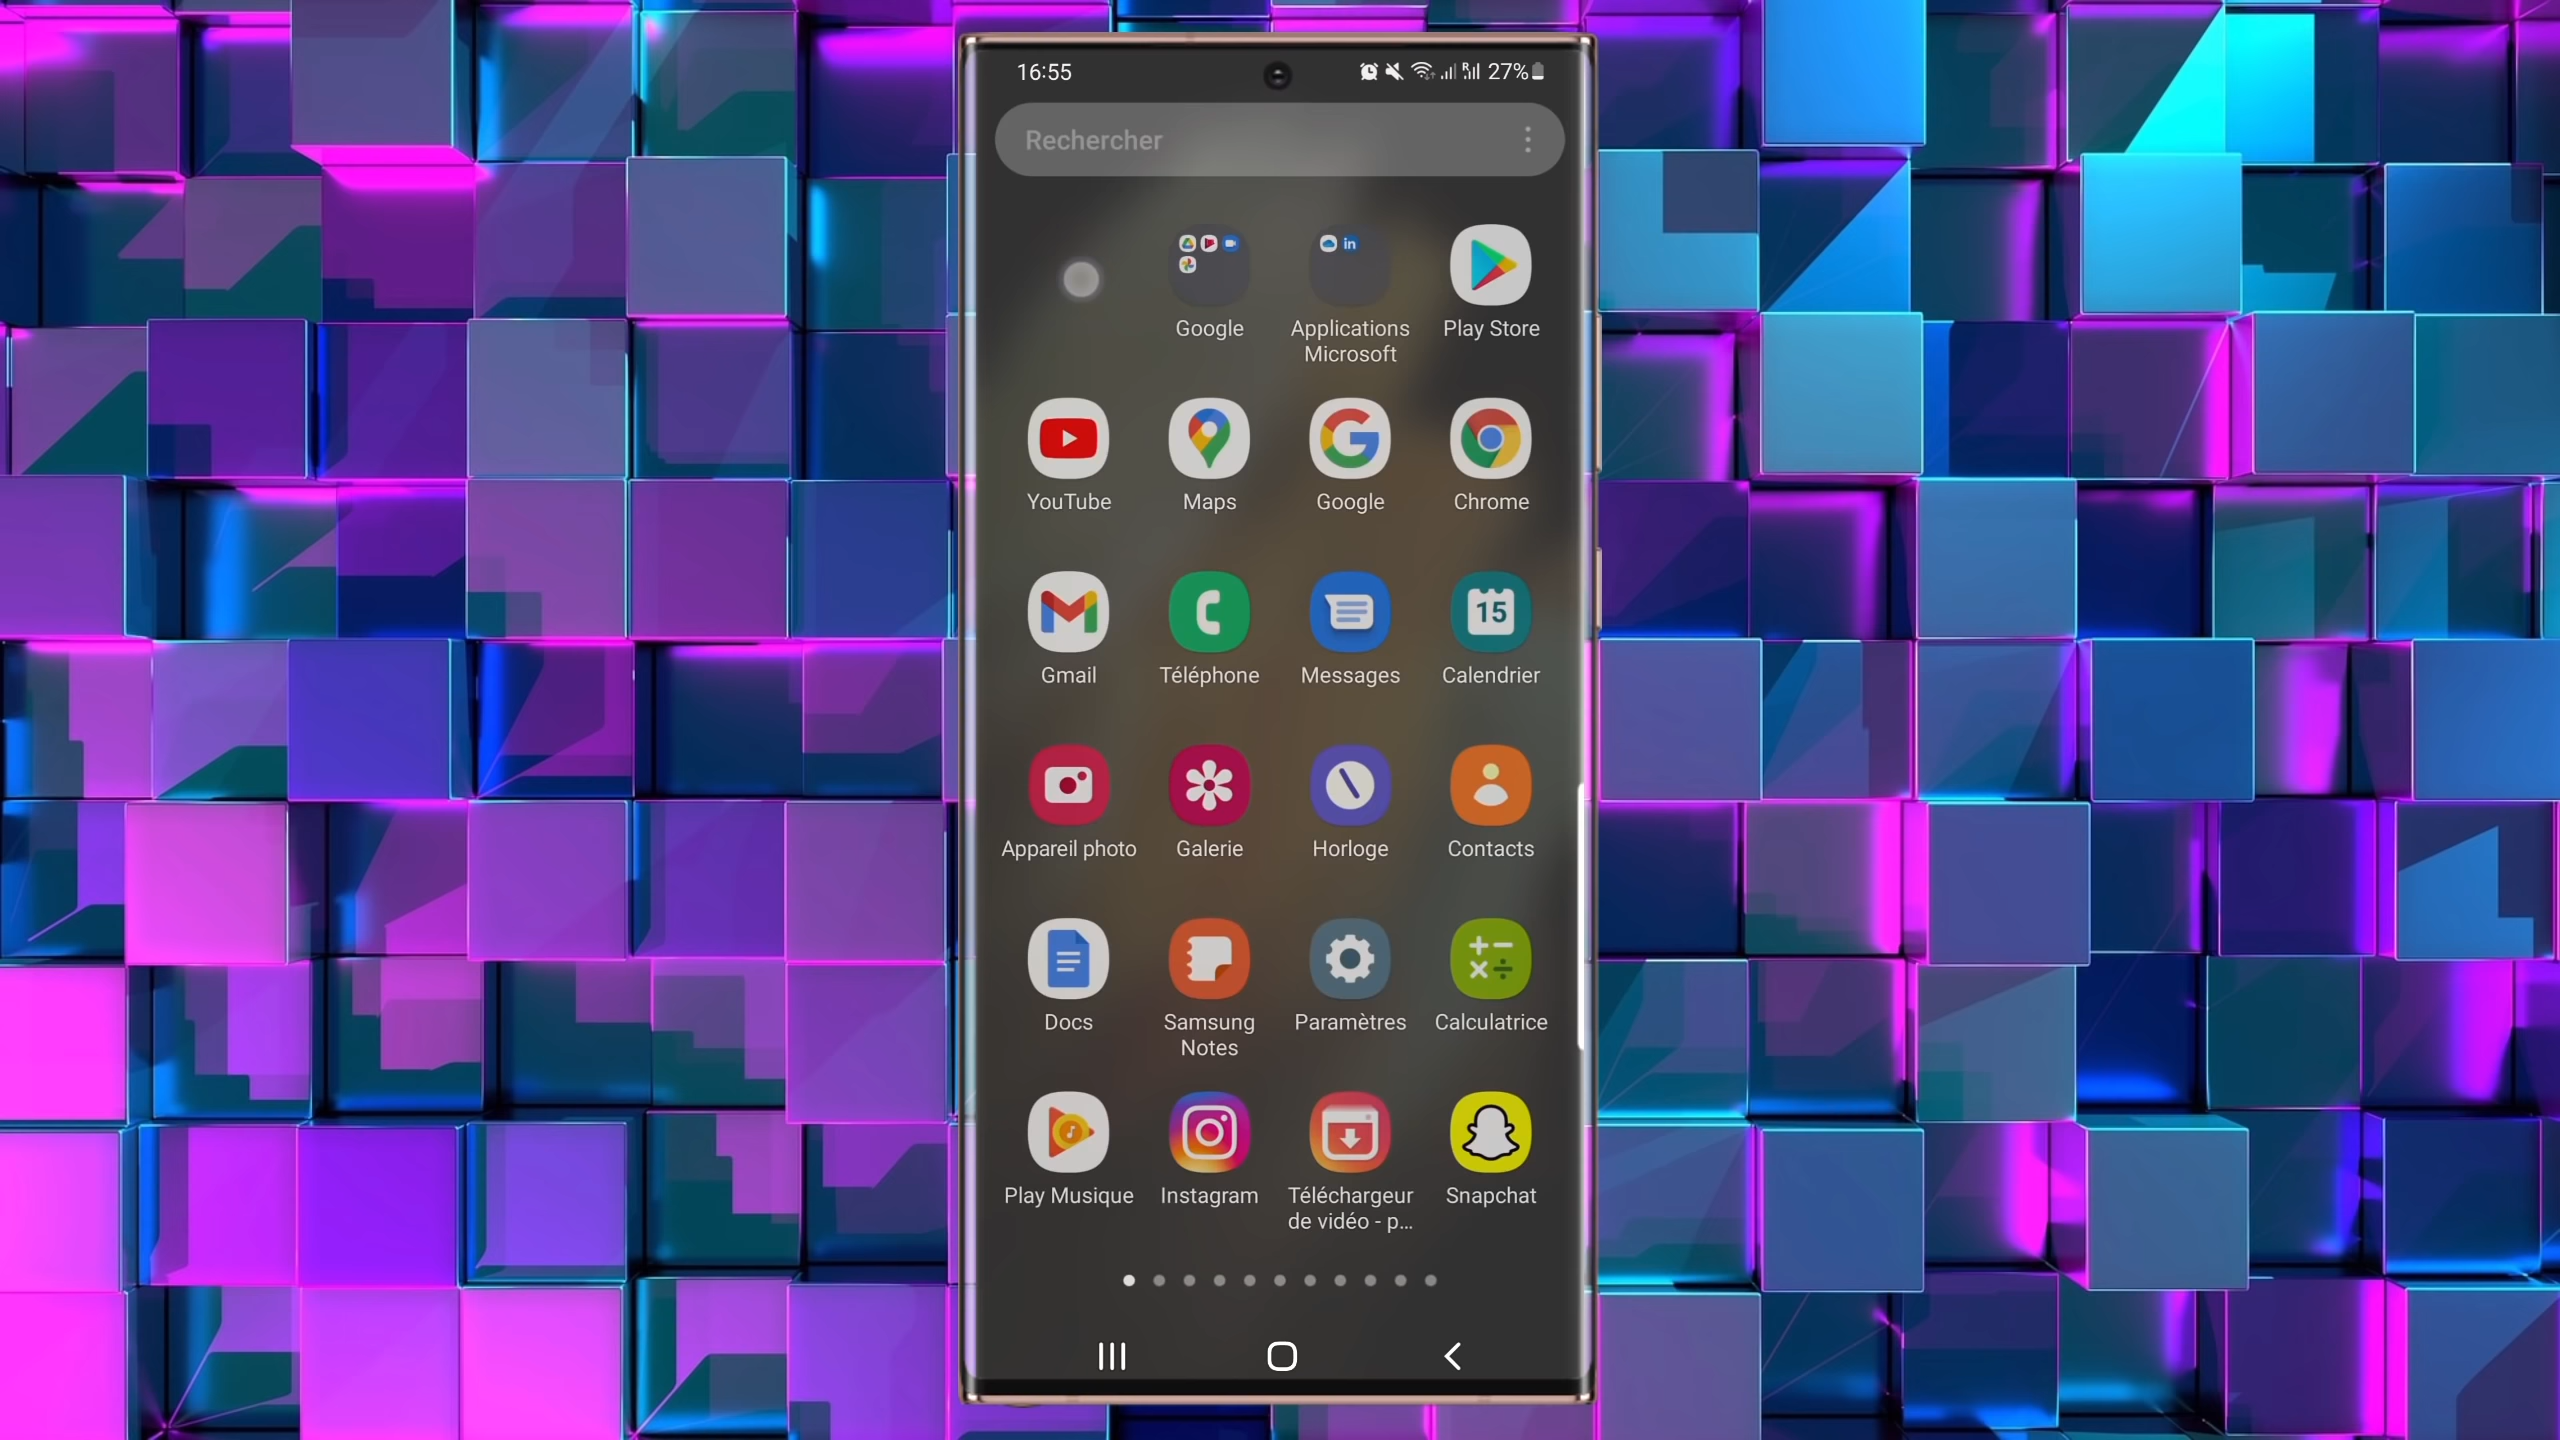 16:55
27%
Rechercher
in
Google
Applications
Microsoft
Play Store
YouTube
Maps
Google
Chrome
15
Gmail
Téléphone
Messages
Calendrier
Appareil photo
Galerie
Horloge
Contacts
Docs
Samsung
Notes
Paramètres
Calculatrice
Play Musique
Instagram
Téléchargeur
de vidéo - p...
Snapchat